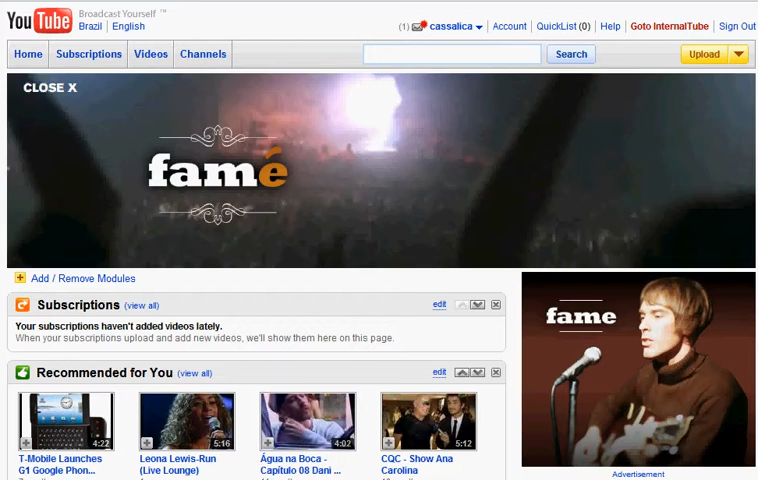 YouTube Broadcast Yourself ™
Brazil English
(1) cassalica Account QuickList (0) Help Goto InternalTube Sign Out
Home Subscriptions Videos Channels Search Upload
CLOSE X
famé
Add / Remove Modules
Subscriptions (view all) edit
Your subscriptions haven't added videos lately.
When your subscriptions upload and add new videos, we'll show them here on this page.
fame
Recommended for You (view all) edit
4:22 5:16 4:02 5:12
T-Mobile Launches G1 Google Phon...
Leona Lewis-Run (Live Lounge)
Água na Boca - Capítulo 08 Dani ...
CQC - Show Ana Carolina
Advertisement